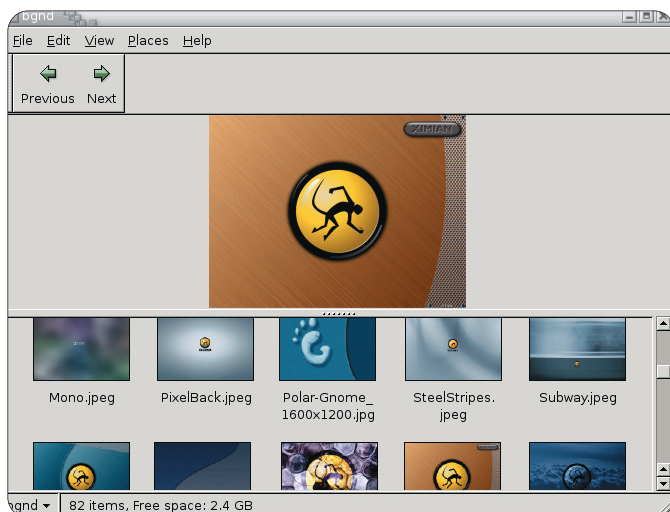 bgnd
File Edit View Places Help
Previous Next
XIMIAN
Mono.jpeg PixelBack.jpeg Polar-Gnome_ SteelStripes. Subway.jpeg
1600x1200.jpg jpeg
bgnd 82 items, Free space: 2.4 GB